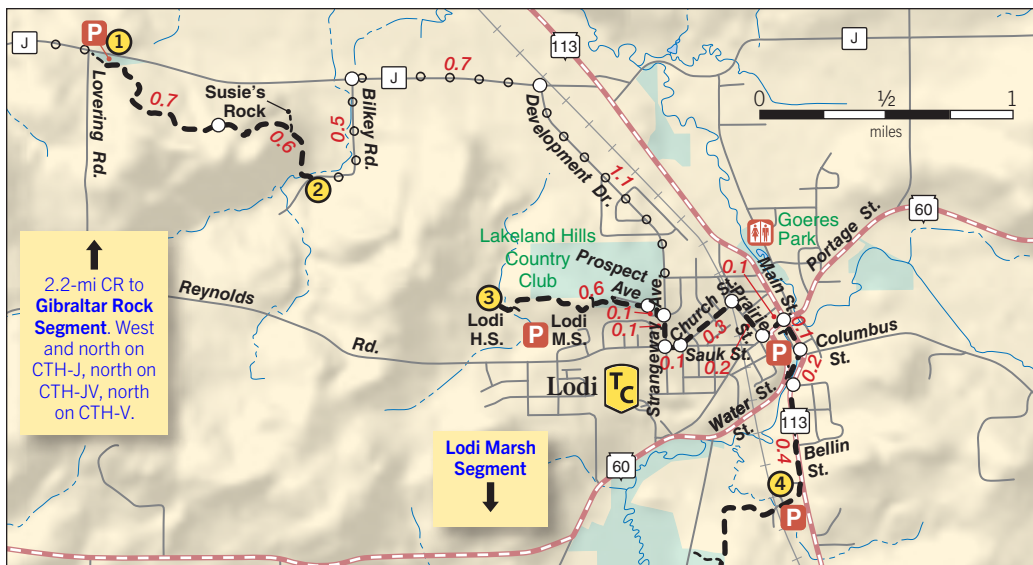 J
P
1
113
J
0.7
J
0
½
1
miles
Lovering Rd.
0.7
Susie's
Rock
0.6
0.5
Bilkey Rd.
2
Development Dr.
1.1
Goeres
Park
Portage St.
60
2.2-mi CR to
Gibraltar Rock
Segment. West
and north on
CTH-J, north on
CTH-JV, north
on CTH-V.
Reynolds
Rd.
Lakeland Hills
Country
Club
Prospect
Ave
3
0.6
Lodi
H.S.
P
Lodi
M.S.
0.1
0.1
0.1
Strangeway Ave.
Church St.
0.3
Prairie St.
0.1
Main St.
Sauk St.
0.2
P
0.1
Columbus
St.
0.2
Lodi
TC
Water St.
60
113
Bellin
St.
0.4
4
P
Lodi Marsh
Segment